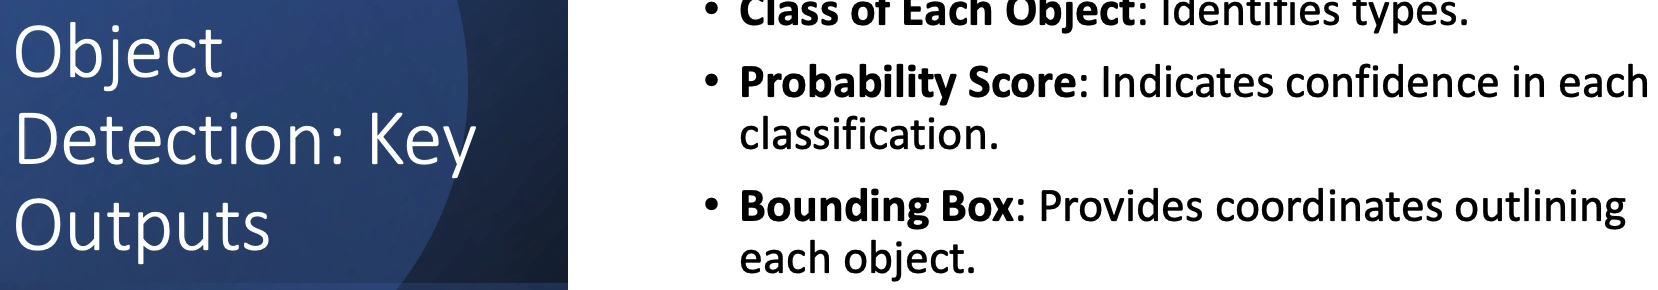 Object
Detection: Key
Outputs
• Class of Each Object: Identifies types.
• Probability Score: Indicates confidence in each
classification.
• Bounding Box: Provides coordinates outlining
each object.